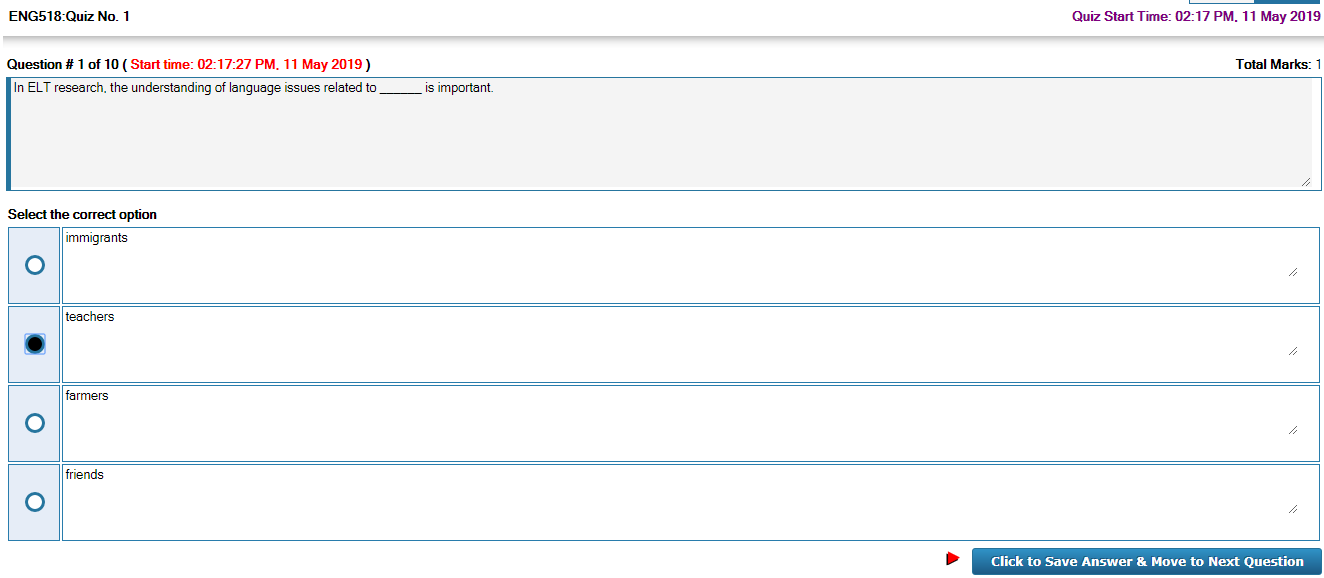 ENG518:Quiz No. 1
Quiz Start Time: 02:17 PM, 11 May 2019
Question # 1 of 10 ( Start time: 02:17:27 PM, 11 May 2019 )
Total Marks: 1
In ELT research, the understanding of language issues related to ______ is important.
Select the correct option
immigrants
teachers
farmers
friends
Click to Save Answer & Move to Next Question